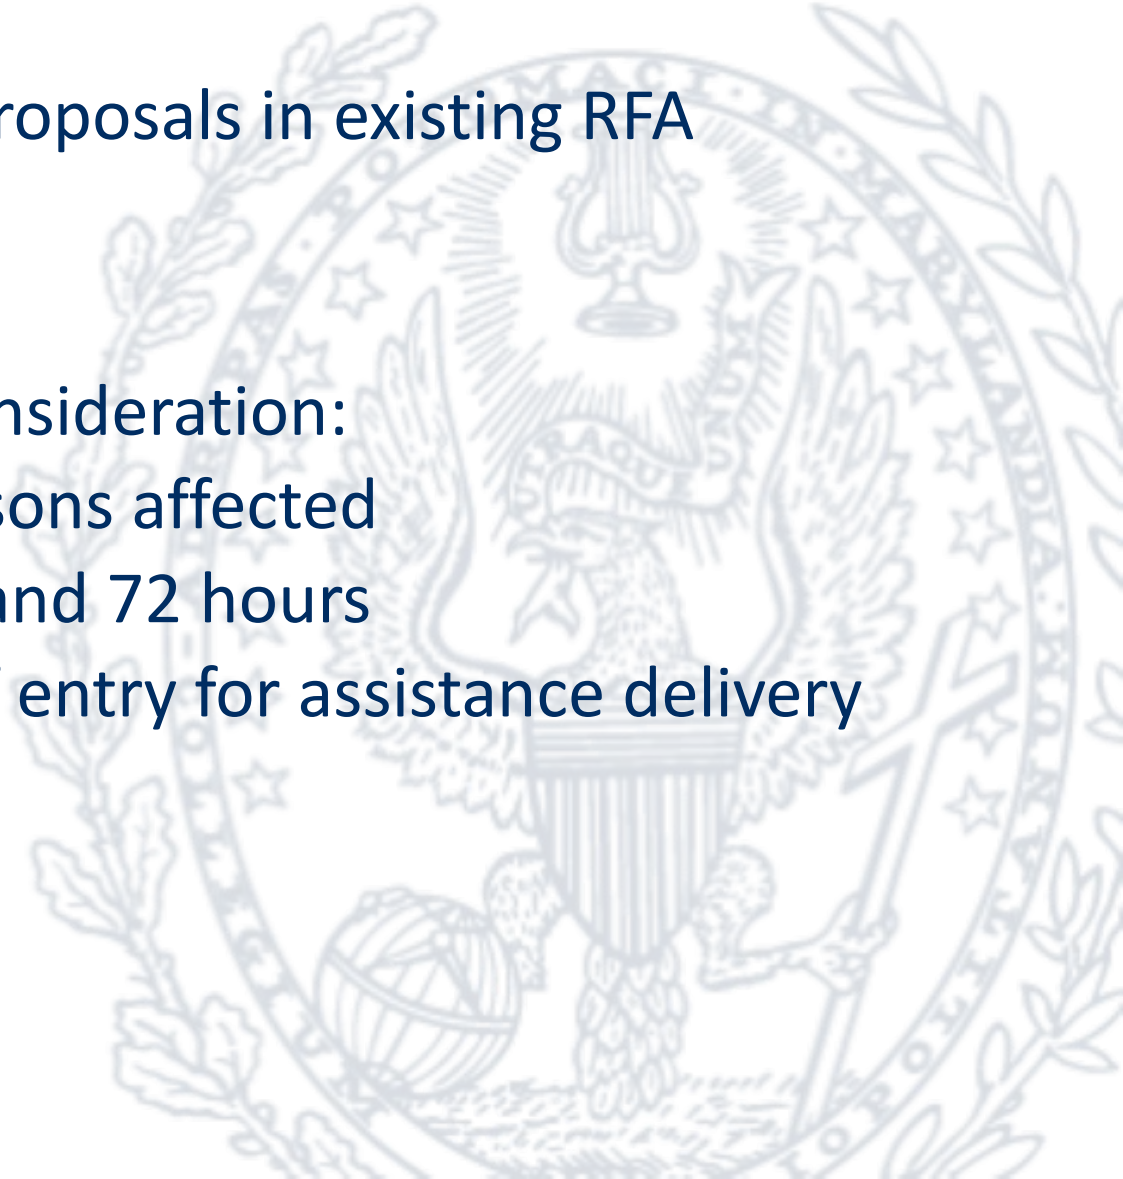 roposals in existing RFA
nsideration:
sons affected
and 72 hours
entry for assistance delivery